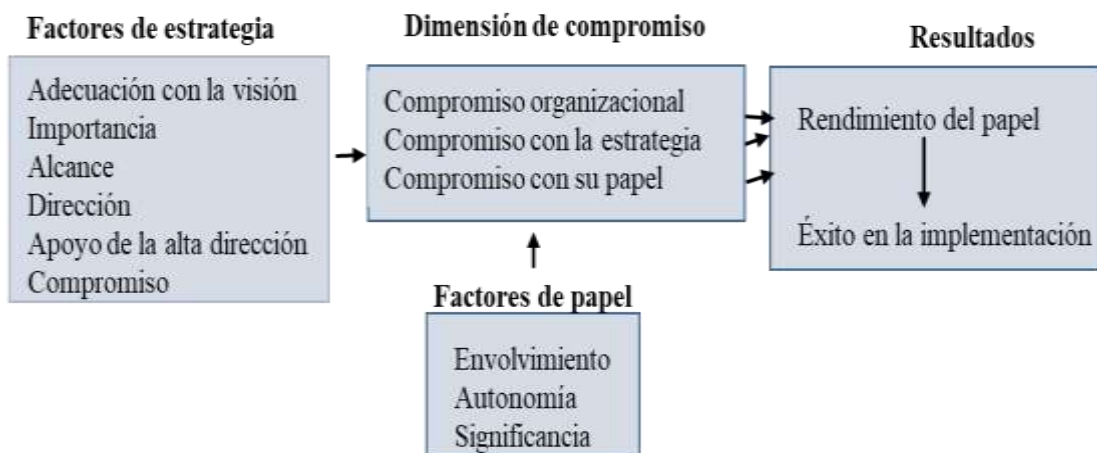 Factores de estrategia
Adecuación con la visión
Importancia
Alcance
Dirección
Apoyo de la alta dirección
Compromiso
Dimensión de compromiso
Compromiso organizacional
Compromiso con la estrategia
Compromiso con su papel
Resultados
Rendimiento del papel
Éxito en la implementación
Factores de papel
Envolvimiento
Autonomía
Significancia